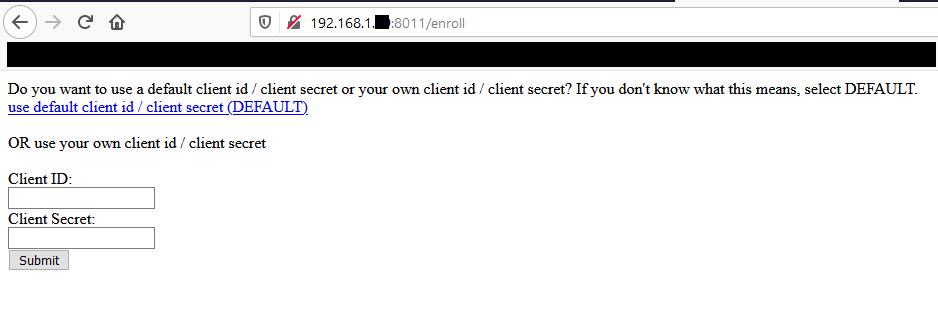 192.168.1. :8011/enroll
Do you want to use a default client id / client secret or your own client id / client secret? If you don't know what this means, select DEFAULT.
use default client id / client secret (DEFAULT)
OR use your own client id / client secret
Client ID:
Client Secret:
Submit